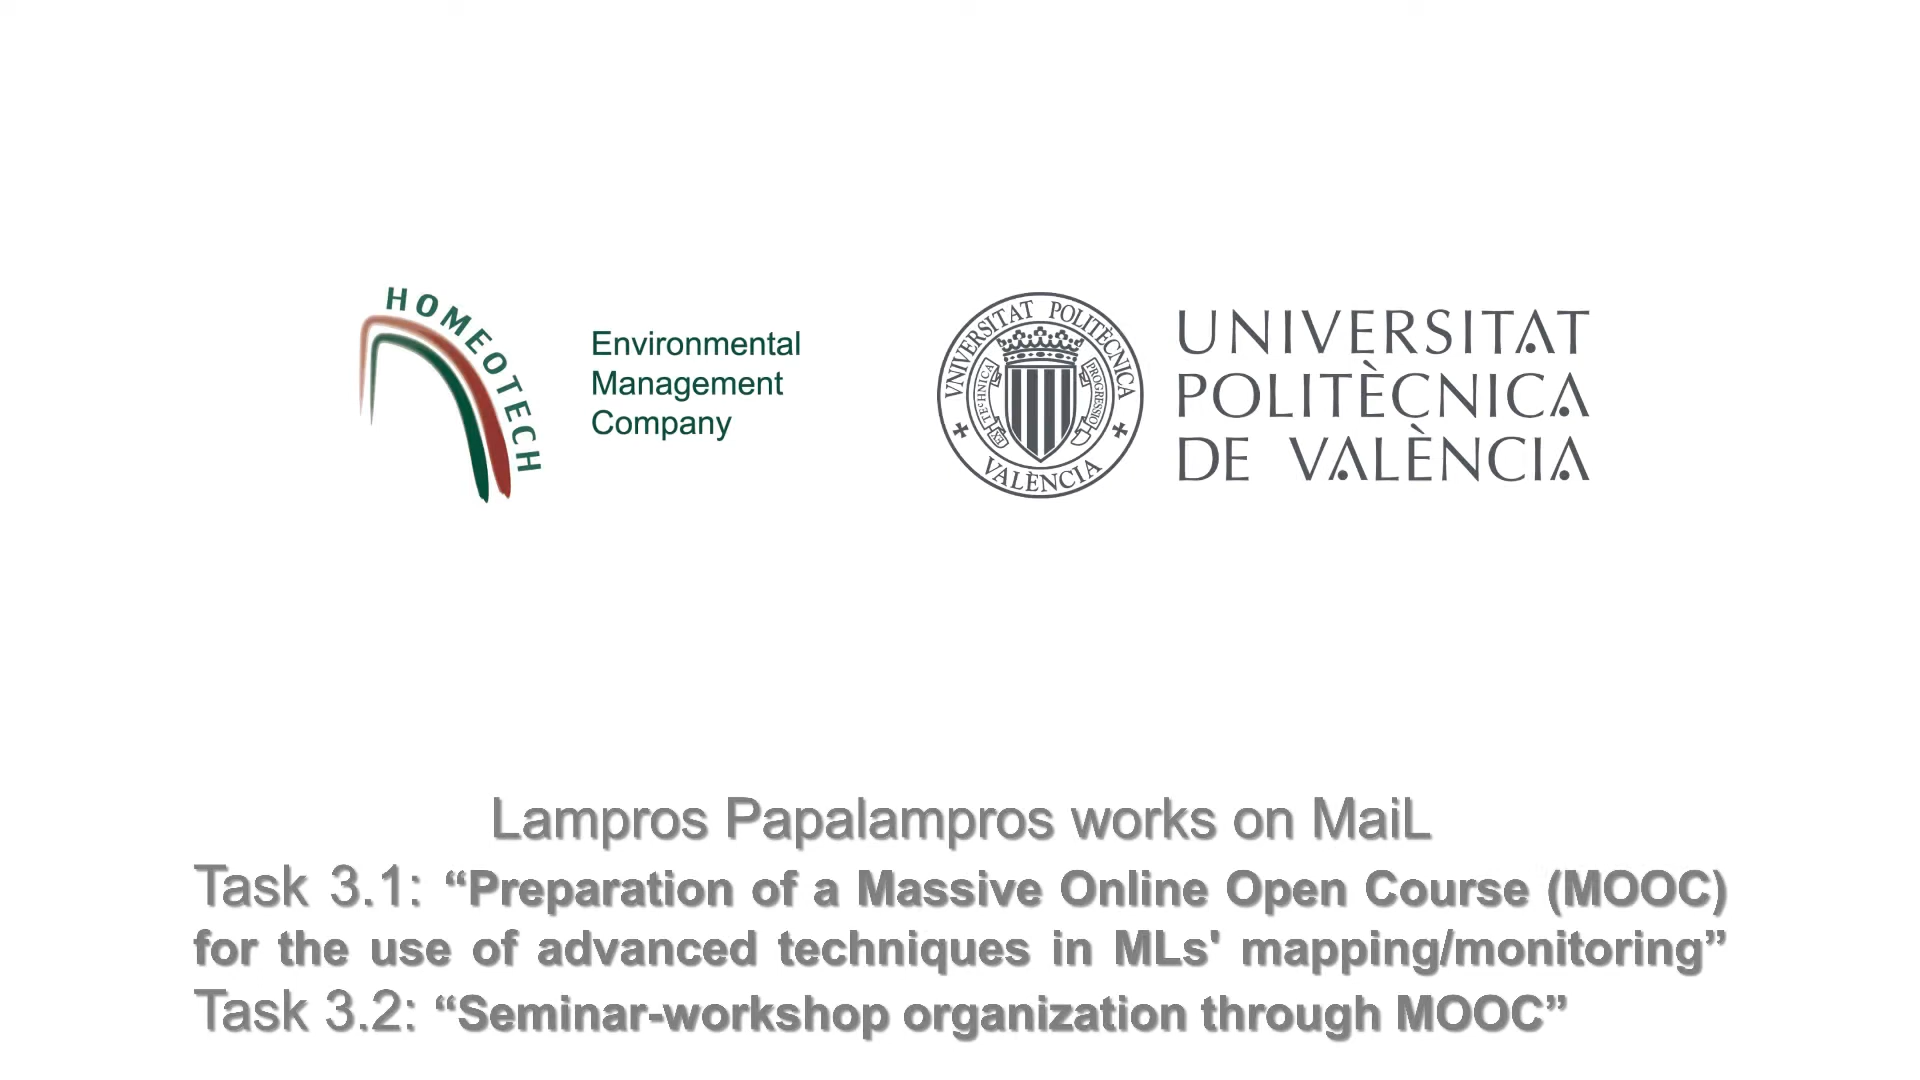 HOMEOTECH
Environmental
Management
Company
VNIVERSITAT POLITÈCNICA
VALÈNCIA
EX TECHNICA
PROGRESSIO
UNIVERSITAT
POLITÈCNICA
DE VALÈNCIA
Lampros Papalampros works on MaiL
Task 3.1: “Preparation of a Massive Online Open Course (MOOC)
for the use of advanced techniques in MLs' mapping/monitoring”
Task 3.2: “Seminar-workshop organization through MOOC”